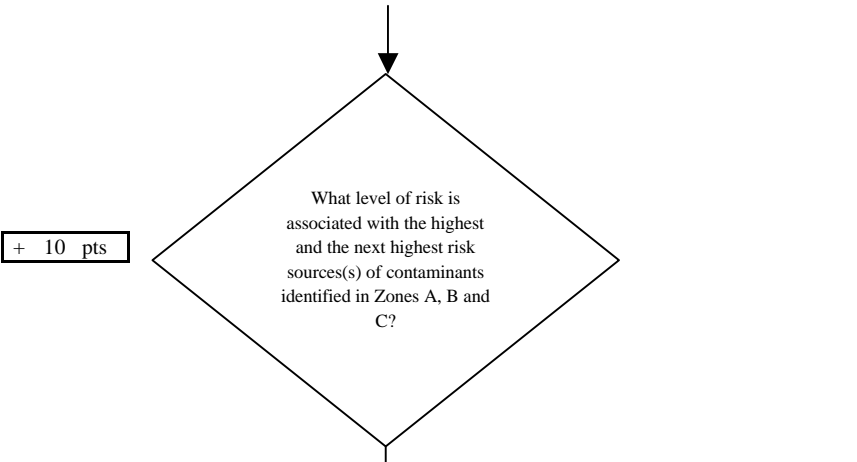 What level of risk is
associated with the highest
and the next highest risk
sources(s) of contaminants
identified in Zones A, B and
C?
+ 10 pts